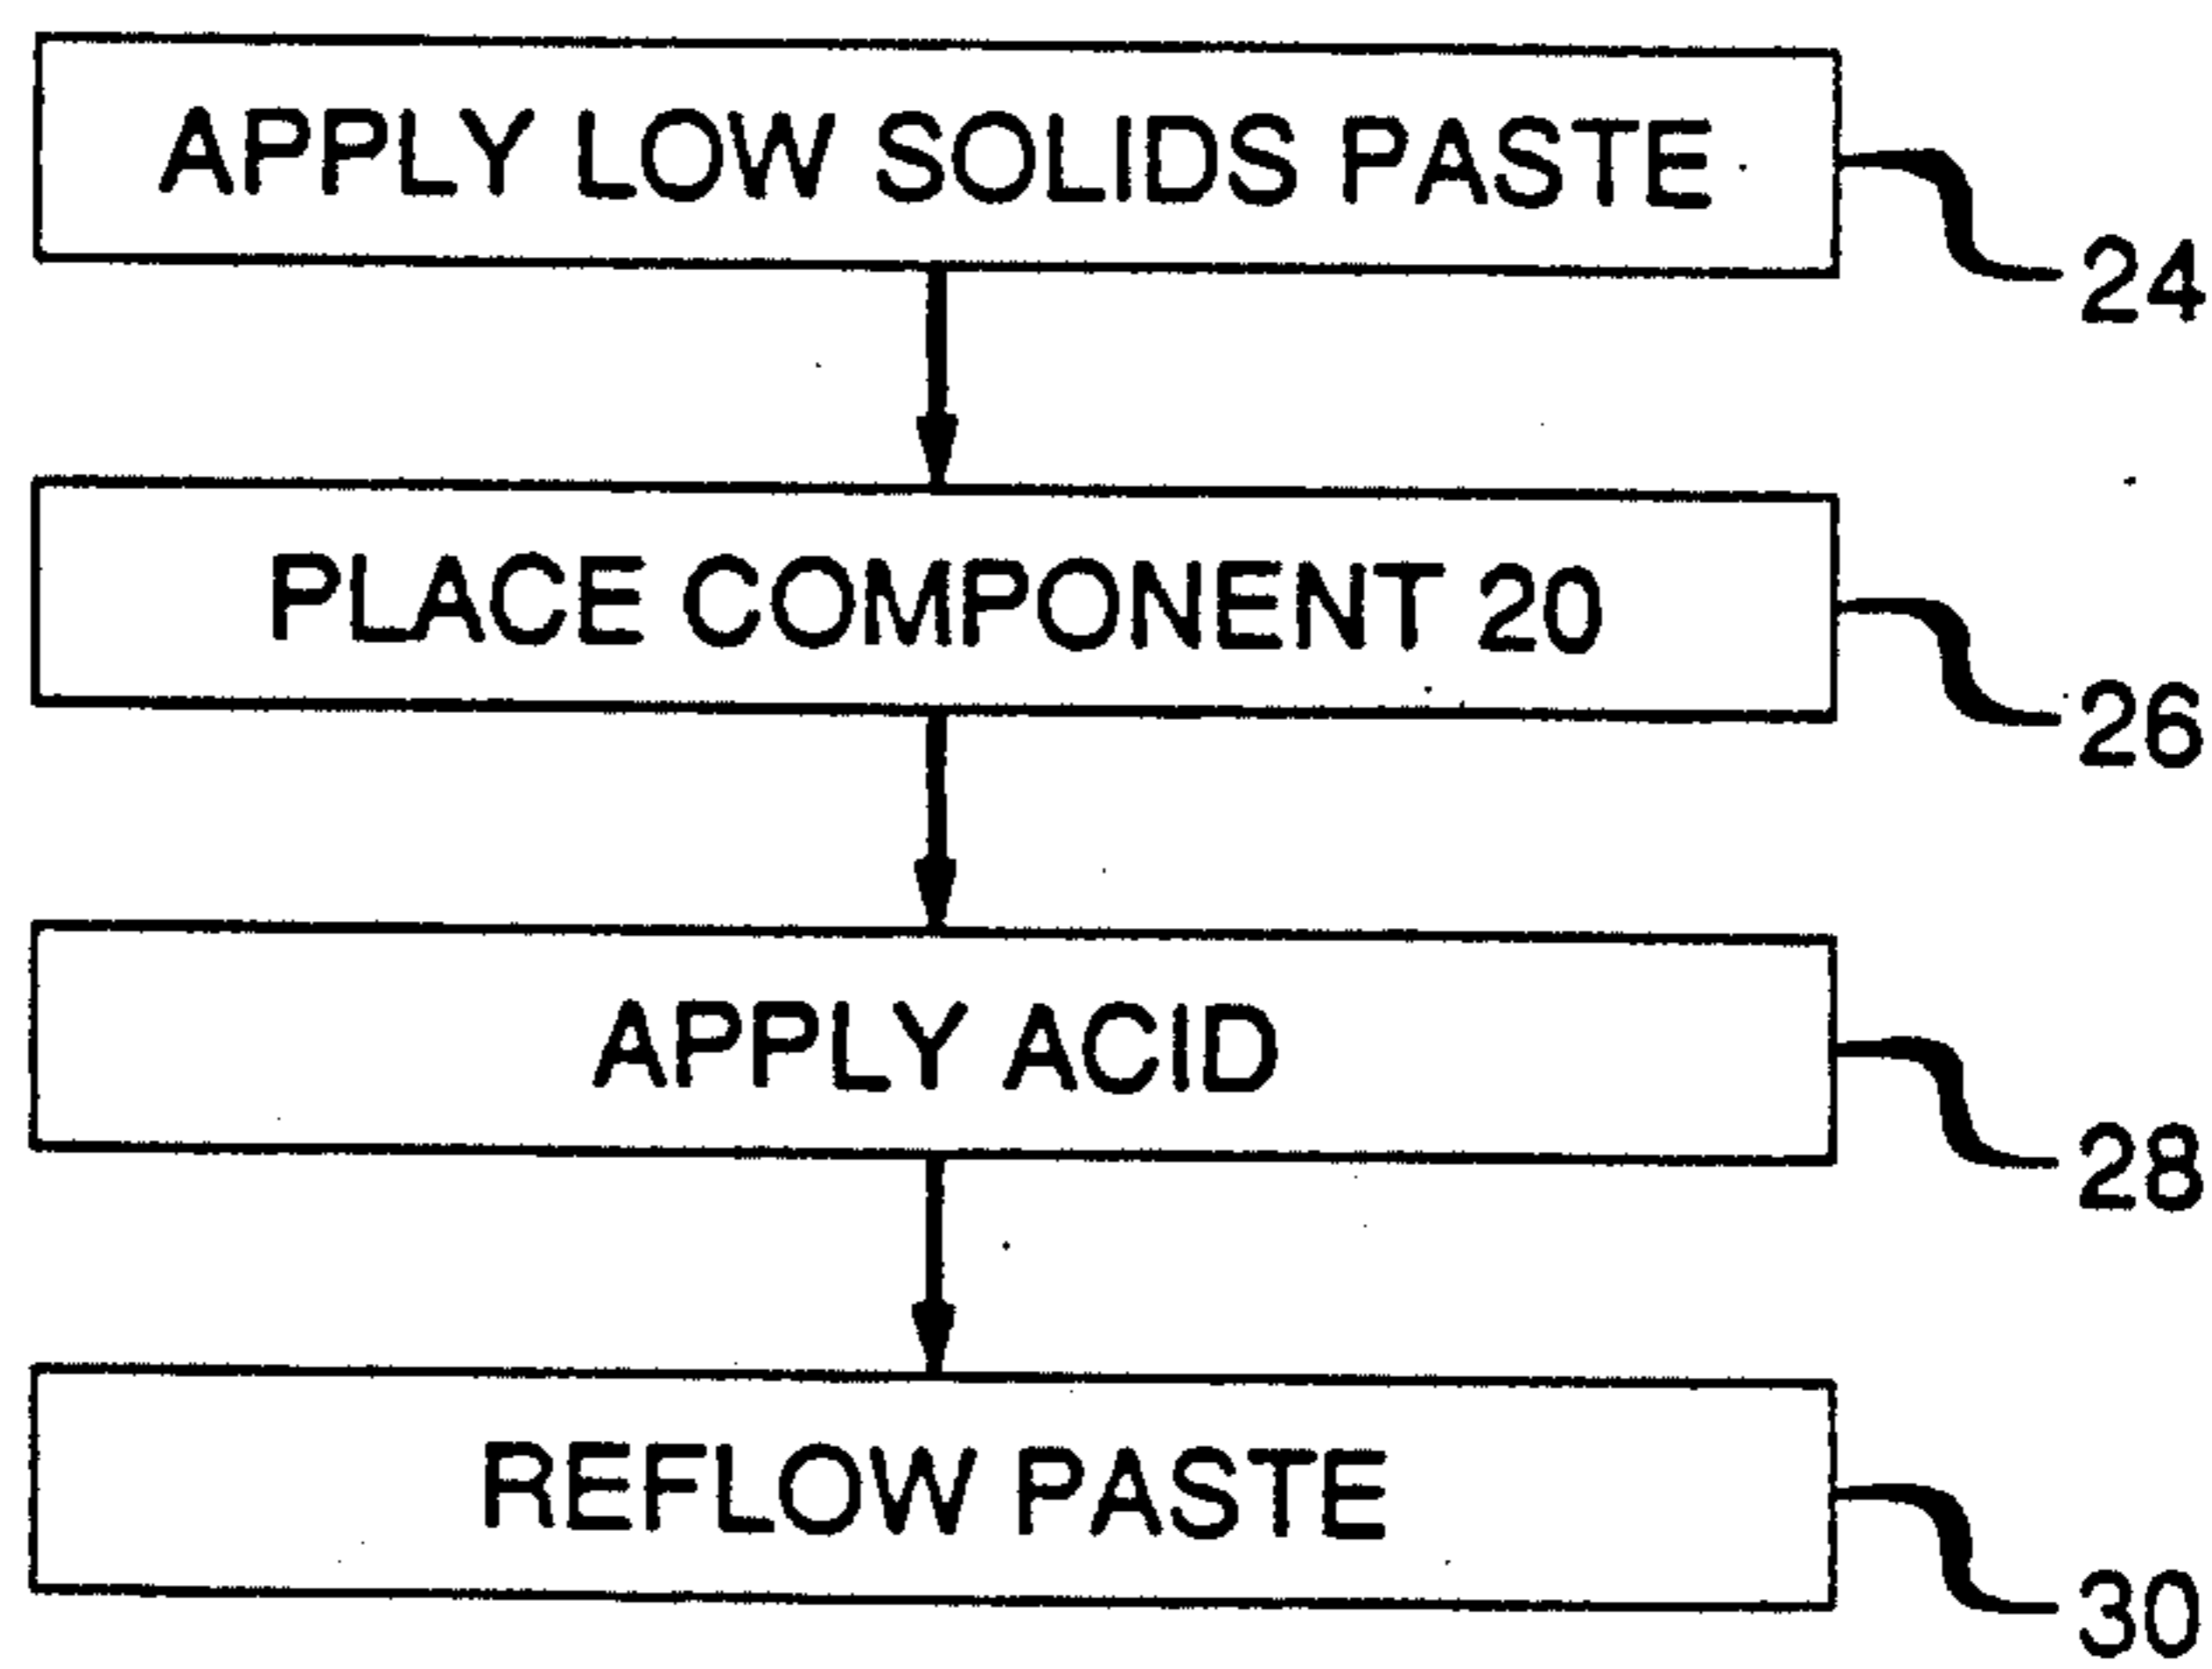 APPLY LOW SOLIDS PASTE
24
PLACE COMPONENT 20
26
APPLY ACID
28
REFLOW PASTE
30